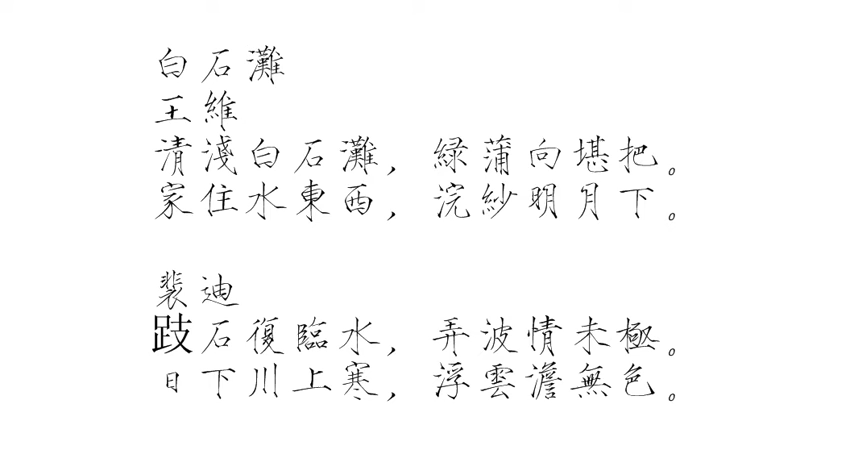 白石灘
王維
清淺白石灘，綠蒲向堪把。
家住水東西，浣紗明月下。
裴迪
跂石復臨水，弄波情未極。
日下川上寒，浮雲澹無色。